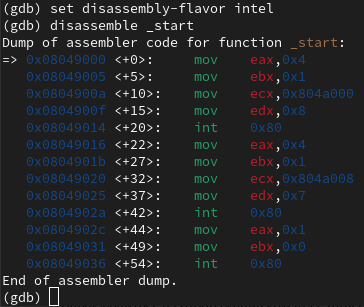 (gdb) set disassembly-flavor intel
(gdb) disassemble _start
Dump of assembler code for function _start:
=> 0x08049000 <+0>:	mov    eax,0x4
   0x08049005 <+5>:	mov    ebx,0x1
   0x0804900a <+10>:	mov    ecx,0x804a000
   0x0804900f <+15>:	mov    edx,0x8
   0x08049014 <+20>:	int    0x80
   0x08049016 <+22>:	mov    eax,0x4
   0x0804901b <+27>:	mov    ebx,0x1
   0x08049020 <+32>:	mov    ecx,0x804a008
   0x08049025 <+37>:	mov    edx,0x7
   0x0804902a <+42>:	int    0x80
   0x0804902c <+44>:	mov    eax,0x1
   0x08049031 <+49>:	mov    ebx,0x0
   0x08049036 <+54>:	int    0x80
End of assembler dump.
(gdb)